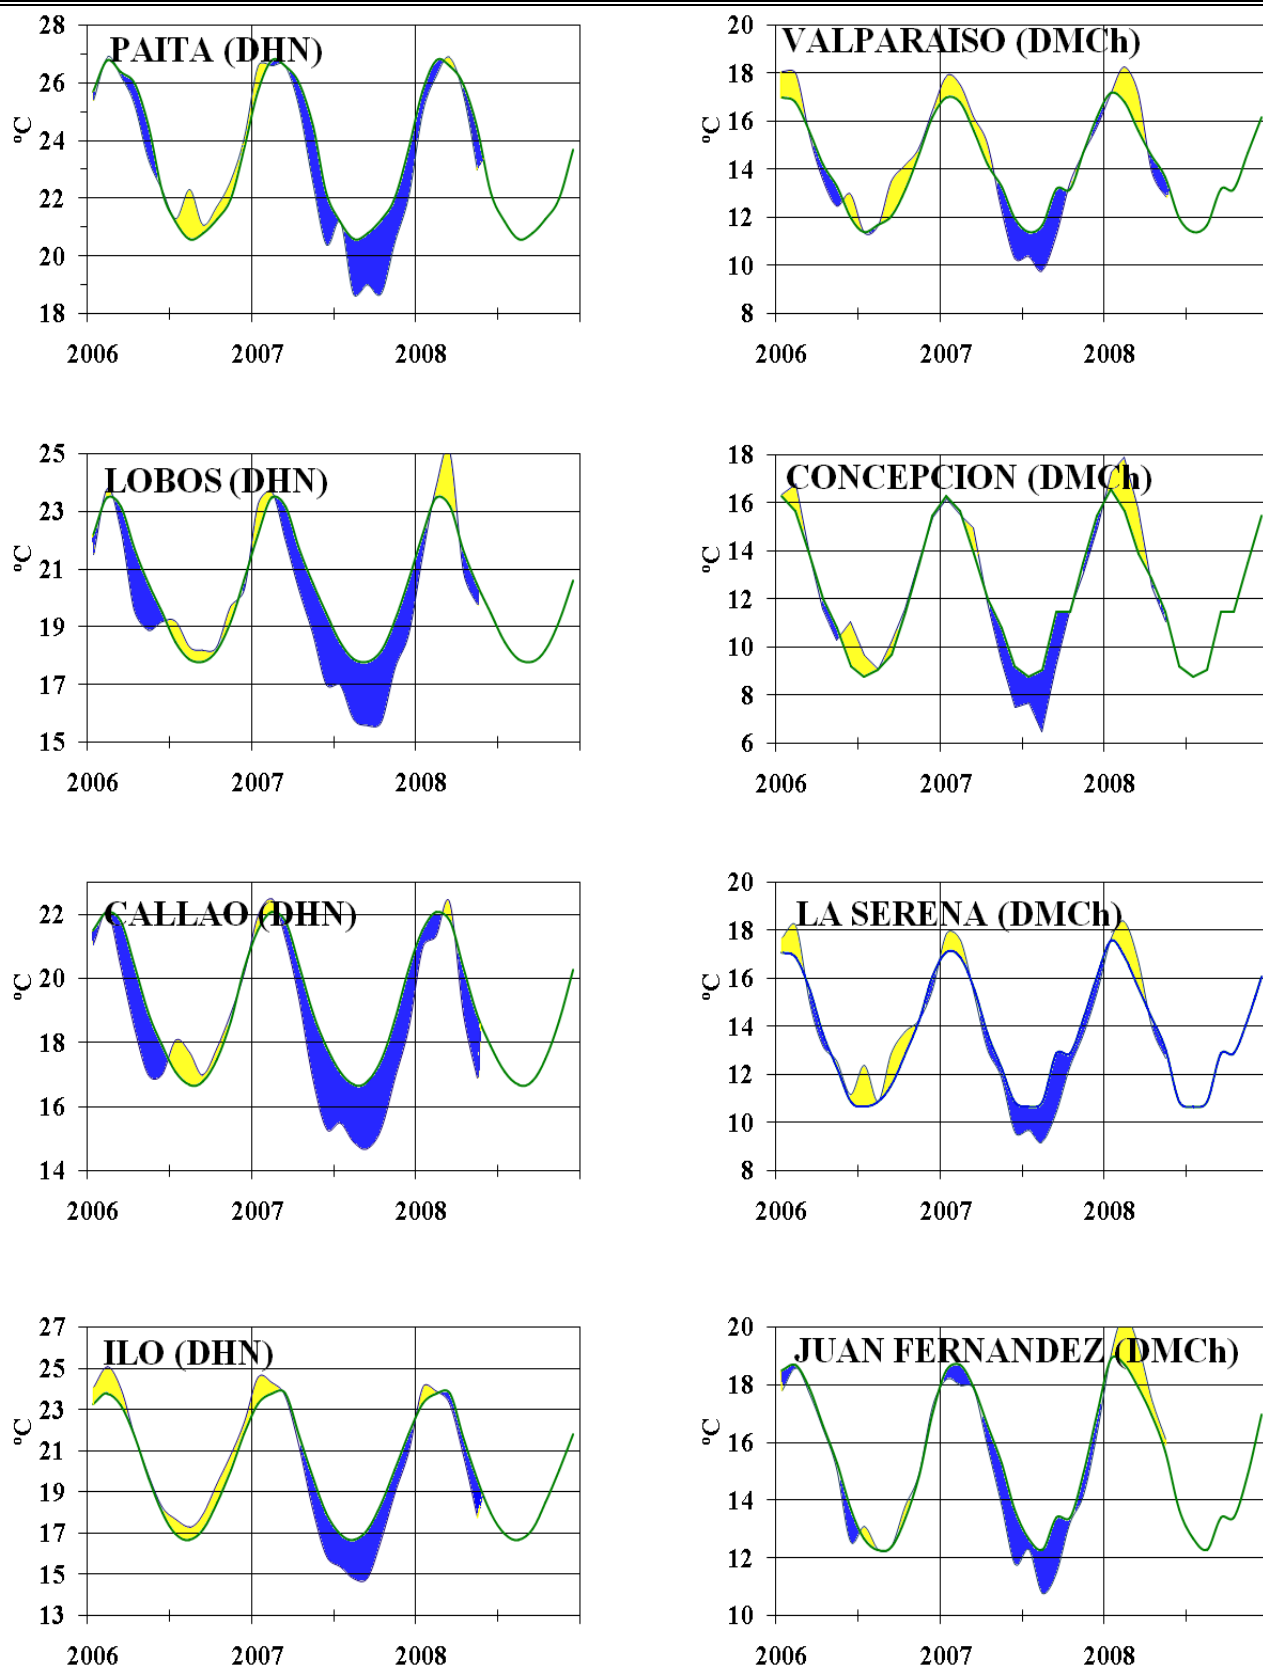 PAITA (DHN)
28
26
24
22
20
18
ºC
2006 2007 2008
VALPARAISO (DMCh)
20
18
16
14
12
10
8
ºC
2006 2007 2008
LOBOS (DHN)
25
23
21
19
17
15
ºC
2006 2007 2008
CONCEPCION (DMCh)
18
16
14
12
10
8
6
ºC
2006 2007 2008
CALLAO (DHN)
22
20
18
16
14
ºC
2006 2007 2008
LA SERENA (DMCh)
20
18
16
14
12
10
8
ºC
2006 2007 2008
ILO (DHN)
27
25
23
21
19
17
15
13
ºC
2006 2007 2008
JUAN FERNANDEZ (DMCh)
20
18
16
14
12
10
ºC
2006 2007 2008